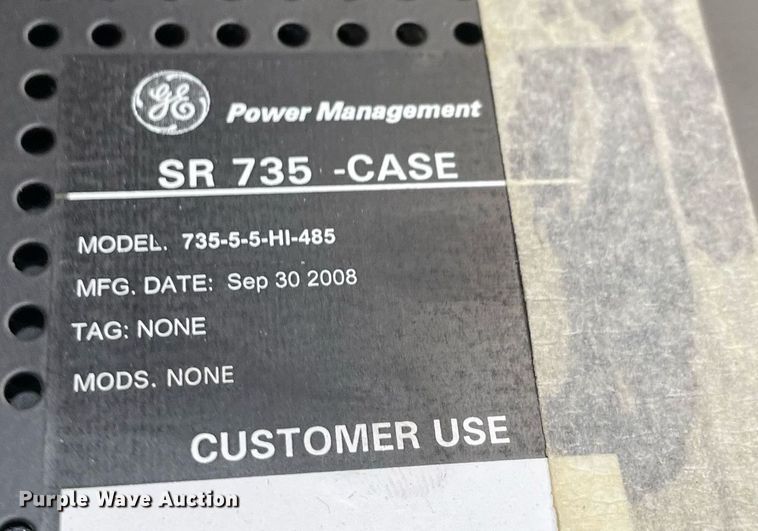 GE Power Management
SR 735 -CASE
MODEL. 735-5-5-HI-485
MFG. DATE: Sep 30 2008
TAG: NONE
MODS. NONE
CUSTOMER USE
Purple Wave Auction